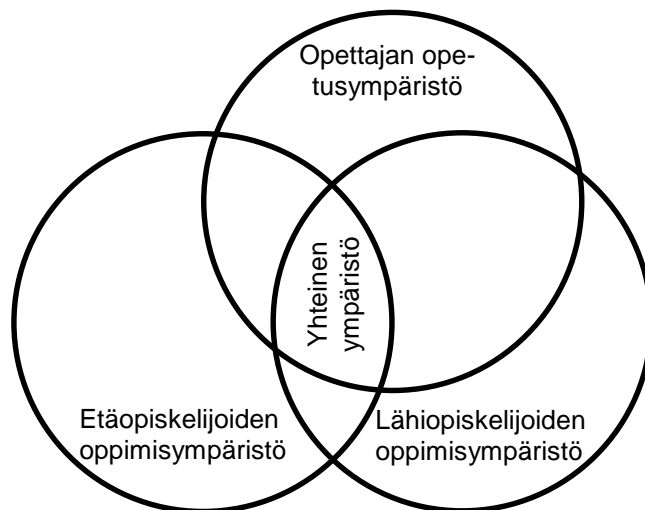 Opettajan ope-
tusympäristö
Yhteinen
ympäristö
Etäopiskelijoiden
oppimisympäristö
Lähiopiskelijoiden
oppimisympäristö